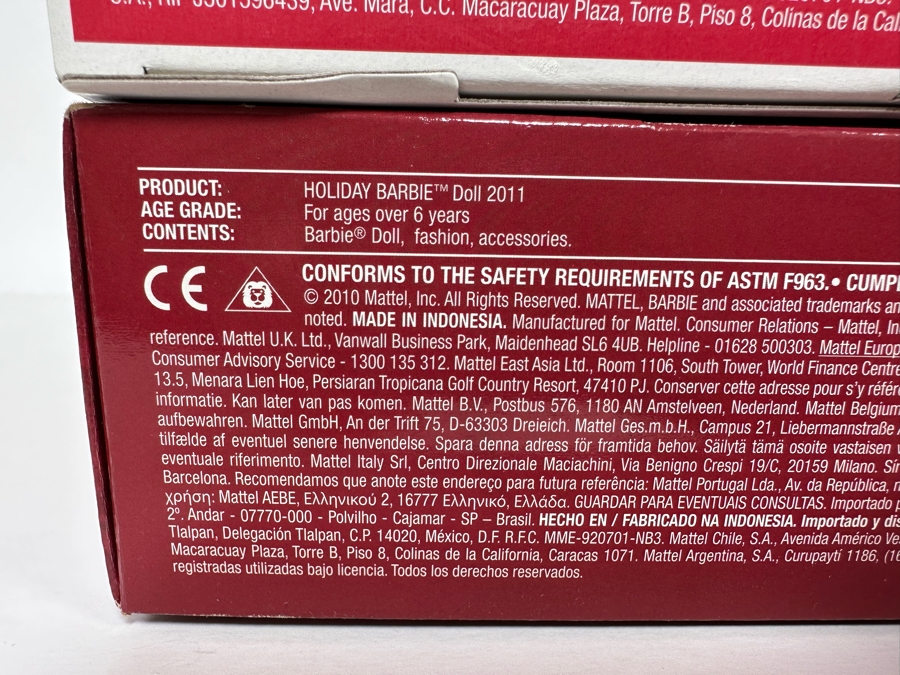 RIF J301596439, Ave. Mara, C.C. Macaracuay Plaza, Torre B, Piso 8, Colinas de la Cal
PRODUCT: HOLIDAY BARBIE™ Doll 2011
AGE GRADE: For ages over 6 years
CONTENTS: Barbie® Doll, fashion, accessories.
CE CONFORMS TO THE SAFETY REQUIREMENTS OF ASTM F963.• CUMPL
© 2010 Mattel, Inc. All Rights Reserved. MATTEL, BARBIE and associated trademarks an
noted. MADE IN INDONESIA. Manufactured for Mattel. Consumer Relations – Mattel, In
reference. Mattel U.K. Ltd., Vanwall Business Park, Maidenhead SL6 4UB. Helpline - 01628 500303. Mattel Europ
Consumer Advisory Service - 1300 135 312. Mattel East Asia Ltd., Room 1106, South Tower, World Finance Centre
13.5, Menara Lien Hoe, Persiaran Tropicana Golf Country Resort, 47410 PJ. Conserver cette adresse pour s'y référe
informatie. Kan later van pas komen. Mattel B.V., Postbus 576, 1180 AN Amstelveen, Nederland. Mattel Belgium
aufbewahren. Mattel GmbH, An der Trift 75, D-63303 Dreieich. Mattel Ges.m.b.H., Campus 21, Liebermannstraße A
tilfælde af eventuel senere henvendelse. Spara denna adress för framtida behov. Säilytä tämä osoite vastaisen v
eventuale riferimento. Mattel Italy Srl, Centro Direzionale Maciachini, Via Benigno Crespi 19/C, 20159 Milano. Sír
Barcelona. Recomendamos que anote este endereço para futura referência: Mattel Portugal Lda., Av. da República, n
χρήση: Mattel AEBE, Ελληνικού 2, 16777 Ελληνικό, Ελλάδα. GUARDAR PARA EVENTUAIS CONSULTAS. Importado p
2°. Andar - 07770-000 - Polvilho - Cajamar - SP – Brasil. HECHO EN / FABRICADO NA INDONESIA. Importado y dis
Tlalpan, Delegación Tlalpan, C.P. 14020, México, D.F. R.F.C. MME-920701-NB3. Mattel Chile, S.A., Avenida Américo Ve
Macaracuay Plaza, Torre B, Piso 8, Colinas de la California, Caracas 1071. Mattel Argentina, S.A., Curupaytí 1186, (16
registradas utilizadas bajo licencia. Todos los derechos reservados.